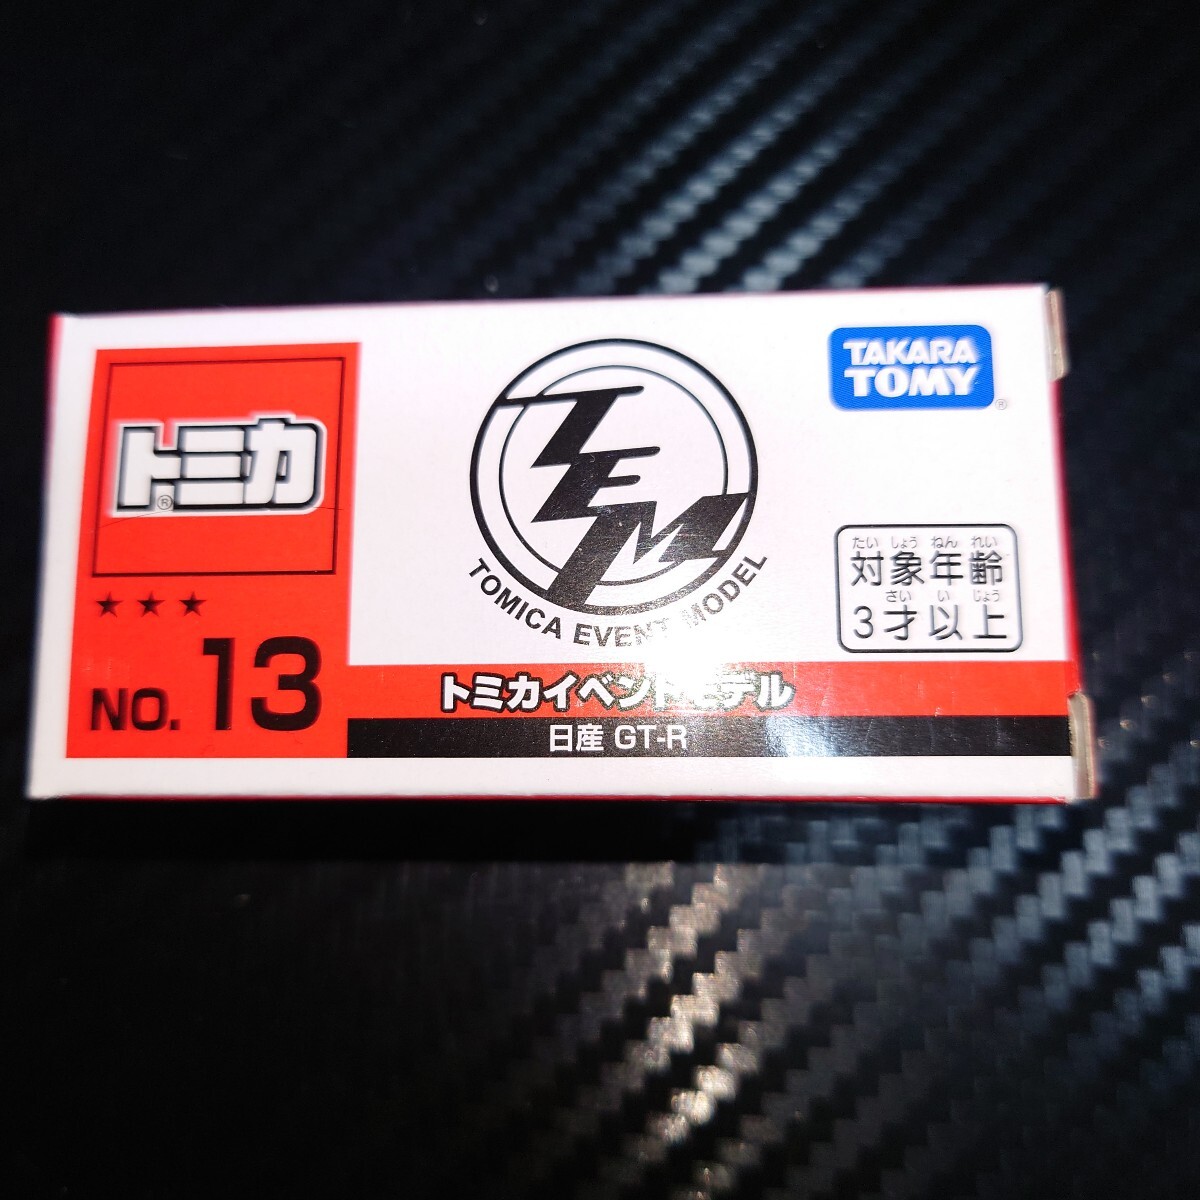 トミカ®
★★★
NO. 13
TEM
TOMICA EVENT MODEL
TAKARA
TOMY®
たい しょう ねん れい
対象年齢
さい い じょう
3才以上
トミカイベントモデル
日産 GT-R